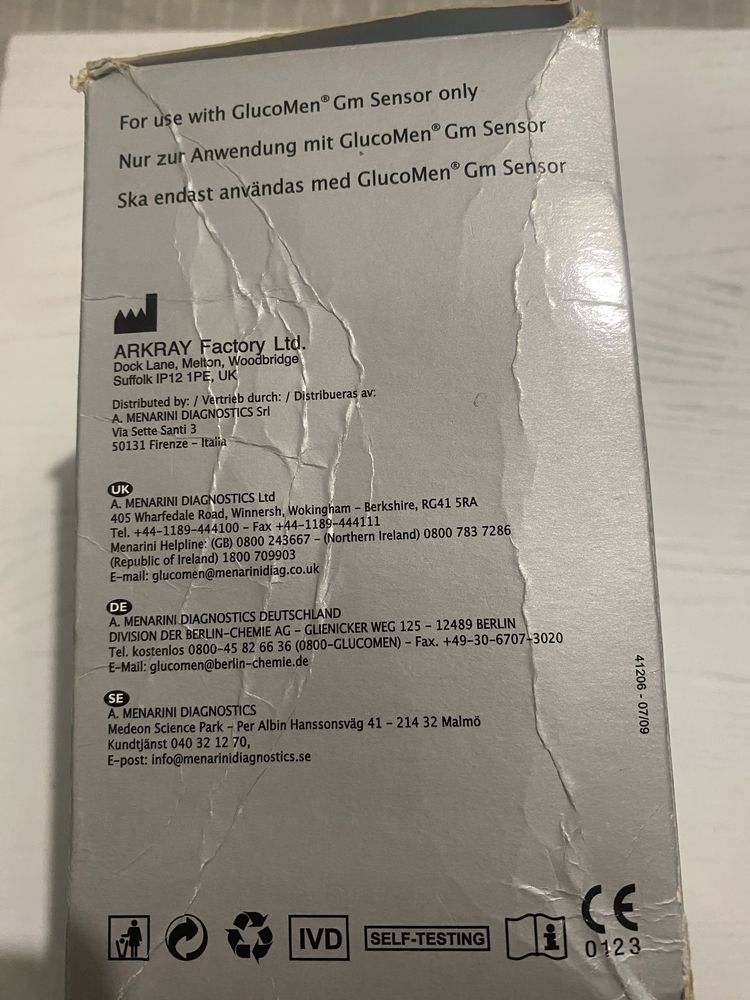 For use with GlucoMen® Gm Sensor only
Nur zur Anwendung mit GlucoMen® Gm Sensor
Ska endast användas med GlucoMen® Gm Sensor
ARKRAY Factory Ltd.
Dock Lane, Melton, Woodbridge
Suffolk IP12 1PE, UK
Distributed by: / Vertrieb durch: / Distribueras av:
A. MENARINI DIAGNOSTICS Srl
Via Sette Santi 3
50131 Firenze – Italia
UK
A. MENARINI DIAGNOSTICS Ltd
405 Wharfedale Road, Winnersh, Wokingham – Berkshire, RG41 5RA
Tel. +44-1189-444100 – Fax +44-1189-444111
Menarini Helpline: (GB) 0800 243667 – (Northern Ireland) 0800 783 7286
(Republic of Ireland) 1800 709903
E-mail: glucomen@menarinidiag.co.uk
DE
A. MENARINI DIAGNOSTICS DEUTSCHLAND
DIVISION DER BERLIN-CHEMIE AG – GLIENICKER WEG 125 – 12489 BERLIN
Tel. kostenlos 0800-45 82 66 36 (0800-GLUCOMEN) – Fax. +49-30-6707-3020
E-Mail: glucomen@berlin-chemie.de
SE
A. MENARINI DIAGNOSTICS
Medeon Science Park – Per Albin Hanssonsväg 41 – 214 32 Malmö
Kundtjänst 040 32 12 70,
E-post: info@menarinidiagnostics.se
41206 - 07/09
IVD
SELF-TESTING
i
CE
0123